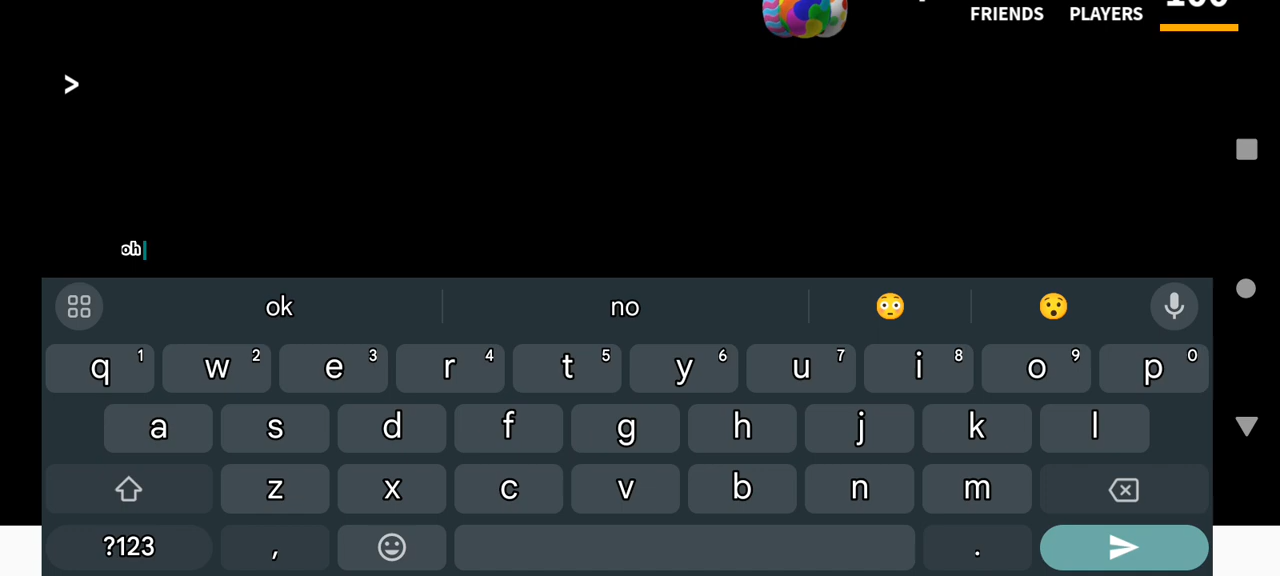 FRIENDS PLAYERS
>
oh
ok no 😳 😯
q 1 w 2 e 3 r 4 t 5 y 6 u 7 i 8 o 9 p 0
a s d f g h j k l
z x c v b n m
?123 , .